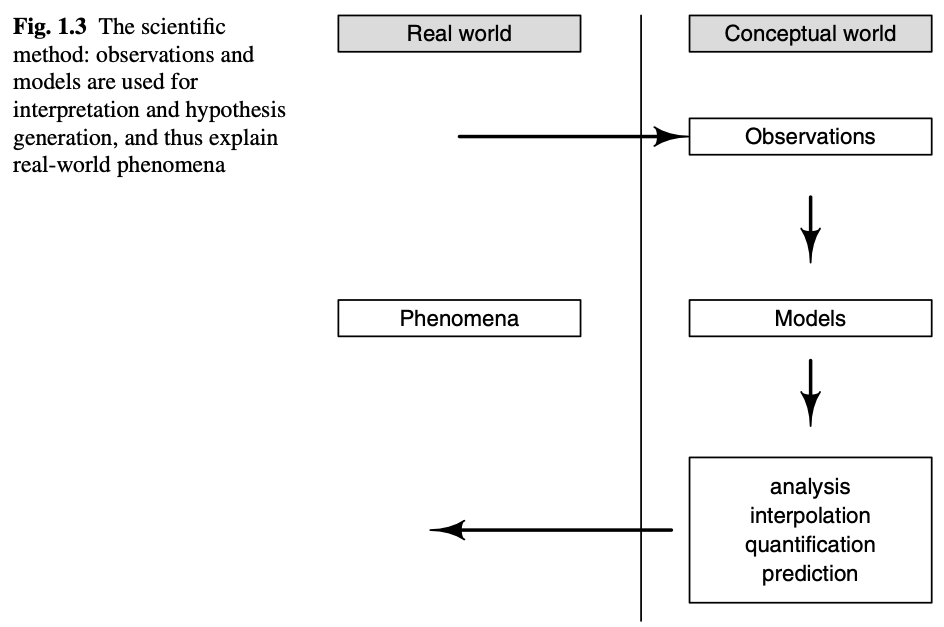 Fig. 1.3 The scientific
method: observations and
models are used for
interpretation and hypothesis
generation, and thus explain
real-world phenomena
Real world
Conceptual world
Observations
Phenomena
Models
analysis
interpolation
quantification
prediction